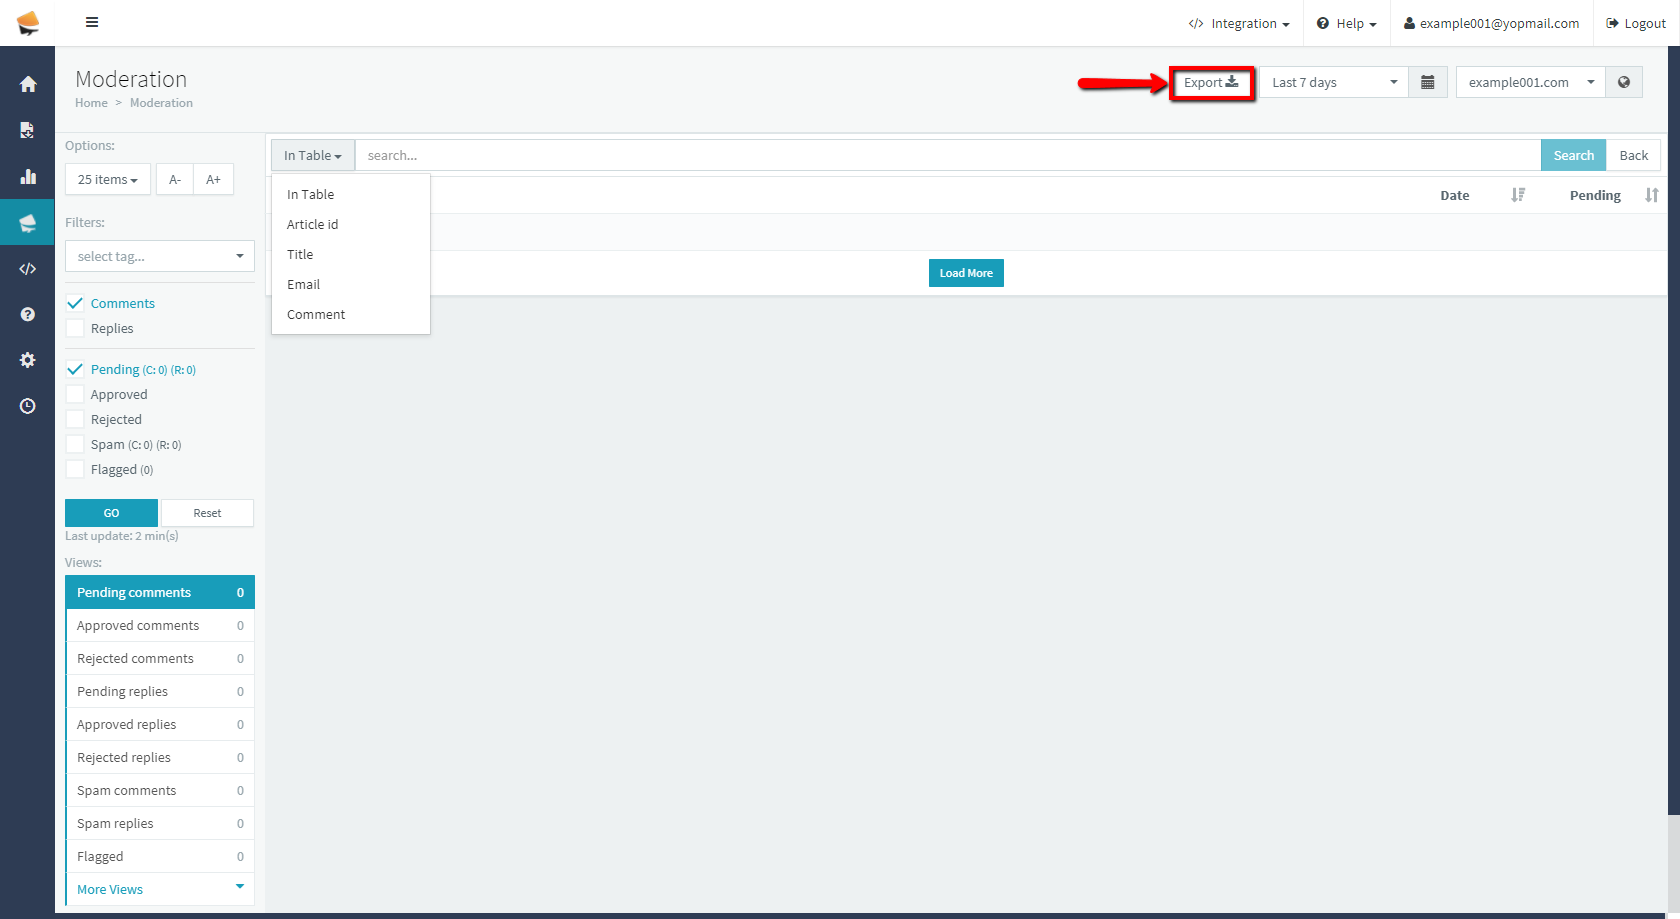 </> Integration
Help
example001@yopmail.com
Logout
Moderation
Home > Moderation
Export
Last 7 days
example001.com
Options:
25 items
A-
A+
Filters:
select tag...
Comments
Replies
Pending (C: 0) (R: 0)
Approved
Rejected
Spam (C: 0) (R: 0)
Flagged (0)
GO
Reset
Last update: 2 min(s)
Views:
Pending comments 0
Approved comments 0
Rejected comments 0
Pending replies 0
Approved replies 0
Rejected replies 0
Spam comments 0
Spam replies 0
Flagged 0
More Views
In Table
search...
Search
Back
In Table
Article id
Title
Email
Comment
Date
Pending
Load More